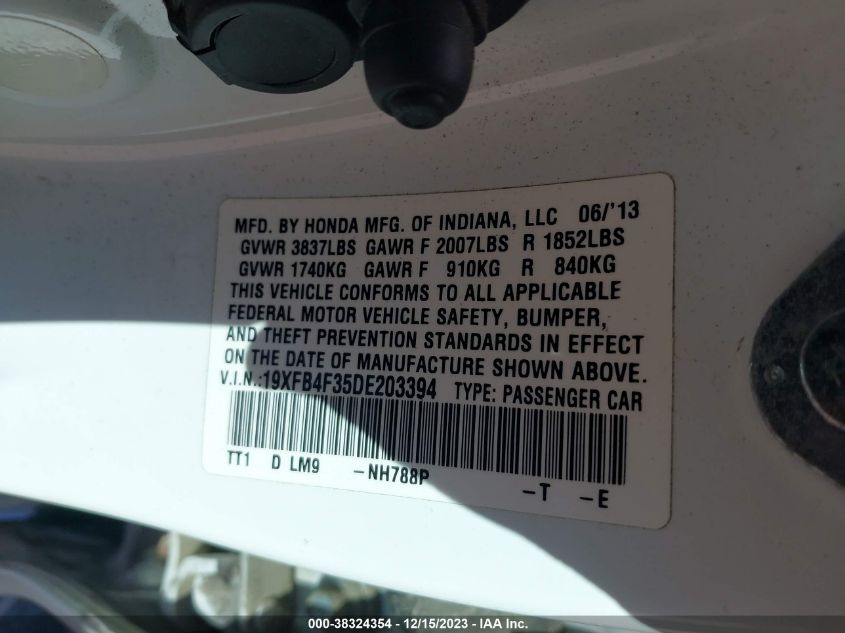 MFD. BY HONDA MFG. OF INDIANA, LLC 06/'13
GVWR 3837LBS GAWR F 2007LBS R 1852LBS
GVWR 1740KG GAWR F 910KG R 840KG
THIS VEHICLE CONFORMS TO ALL APPLICABLE
FEDERAL MOTOR VEHICLE SAFETY, BUMPER,
AND THEFT PREVENTION STANDARDS IN EFFECT
ON THE DATE OF MANUFACTURE SHOWN ABOVE.
V.I.N.:19XFB4F35DE203394 TYPE: PASSENGER CAR
TT1 D LM9 -NH788P -T -E
000-38324354 - 12/15/2023 - IAA Inc.